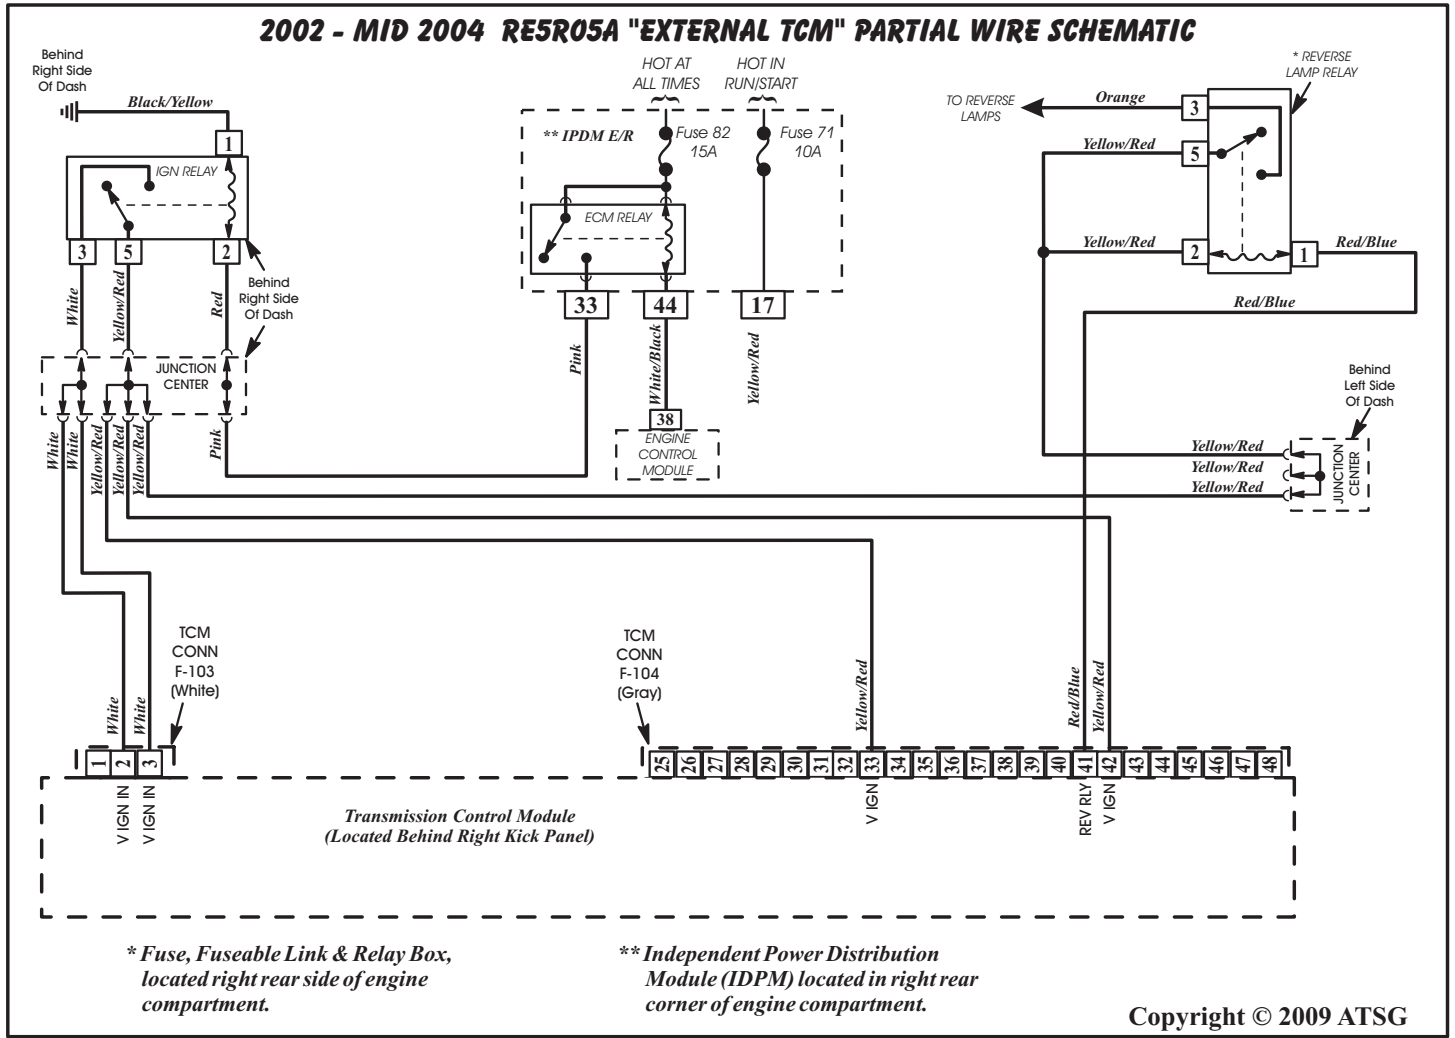 2002 - MID 2004 RE5R05A "EXTERNAL TCM" PARTIAL WIRE SCHEMATIC
Behind
Right Side
Of Dash
Black/Yellow
1
IGN RELAY
3
5
2
Behind
Right Side
Of Dash
White
Yellow/Red
Red
JUNCTION
CENTER
White
White
Yellow/Red
Yellow/Red
Yellow/Red
Pink
HOT AT
ALL TIMES
HOT IN
RUN/START
** IPDM E/R
Fuse 82
15A
Fuse 71
10A
ECM RELAY
33
44
17
Pink
White/Black
Yellow/Red
38
ENGINE
CONTROL
MODULE
* REVERSE
LAMP RELAY
TO REVERSE
LAMPS
Orange
3
Yellow/Red
5
Yellow/Red
2
1
Red/Blue
Red/Blue
Behind
Left Side
Of Dash
Yellow/Red
Yellow/Red
Yellow/Red
JUNCTION
CENTER
TCM
CONN
F-103
(White)
White
White
1
2
3
V IGN IN
V IGN IN
TCM
CONN
F-104
(Gray)
Yellow/Red
Red/Blue
Yellow/Red
25
26
27
28
29
30
31
32
33
34
35
36
37
38
39
40
41
42
43
44
45
46
47
48
V IGN
REV RLY
V IGN
Transmission Control Module
(Located Behind Right Kick Panel)
* Fuse, Fuseable Link & Relay Box,
located right rear side of engine
compartment.
** Independent Power Distribution
Module (IDPM) located in right rear
corner of engine compartment.
Copyright © 2009 ATSG